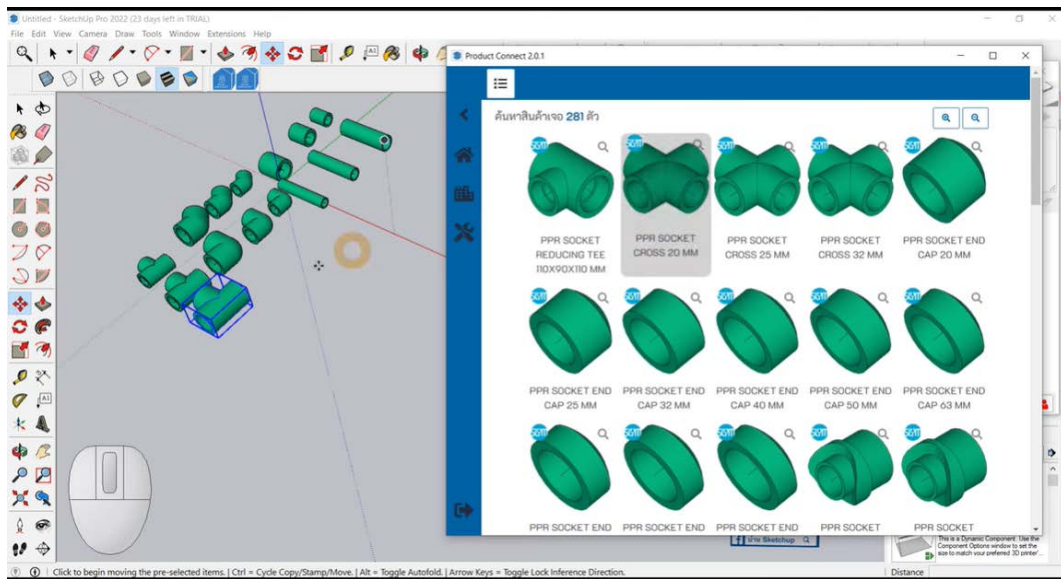 Untitled - SketchUp Pro 2022 (23 days left in TRIAL)
File Edit View Camera Draw Tools Window Extensions Help
Product Connect 2.0.1
ค้นหาสินค้าเจอ 281 ตัว
PPR SOCKET
REDUCING TEE
110X90X110 MM
PPR SOCKET
CROSS 20 MM
PPR SOCKET
CROSS 25 MM
PPR SOCKET
CROSS 32 MM
PPR SOCKET END
CAP 20 MM
PPR SOCKET END
CAP 25 MM
PPR SOCKET END
CAP 32 MM
PPR SOCKET END
CAP 40 MM
PPR SOCKET END
CAP 50 MM
PPR SOCKET END
CAP 63 MM
PPR SOCKET END
PPR SOCKET END
PPR SOCKET END
PPR SOCKET
PPR SOCKET
บ้าน Sketchup
This is a Dynamic Component. Use the
Component Options window to set the
size to match your preferred 3D printer'...
Click to begin moving the pre-selected items. | Ctrl = Cycle Copy/Stamp/Move. | Alt = Toggle Autofold. | Arrow Keys = Toggle Lock Inference Direction.
Distance